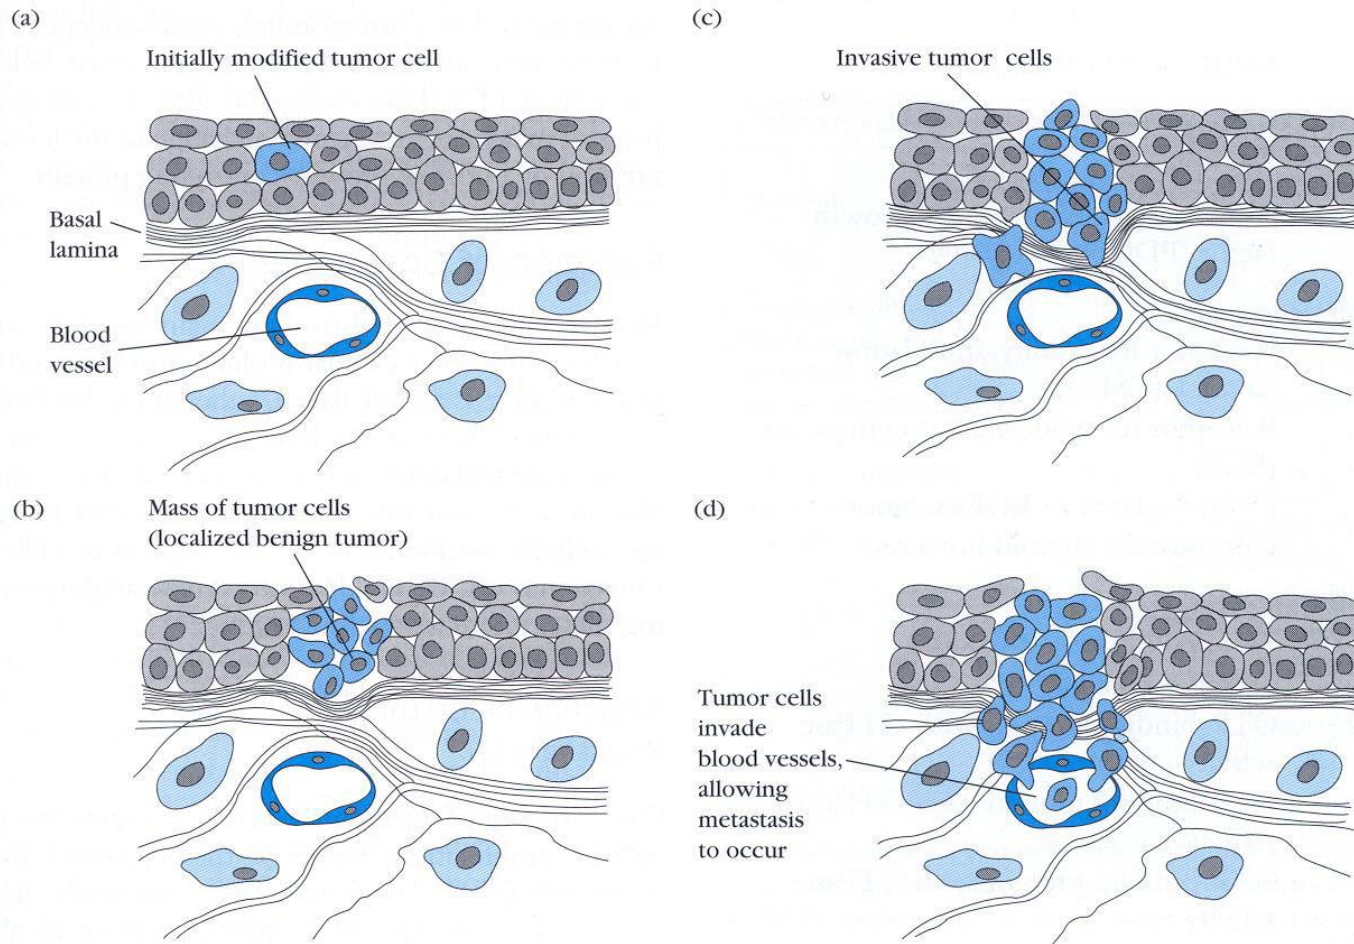 (a)
Initially modified tumor cell
Basal
lamina
Blood
vessel
(b)
Mass of tumor cells
(localized benign tumor)
(c)
Invasive tumor cells
(d)
Tumor cells
invade
blood vessels,
allowing
metastasis
to occur